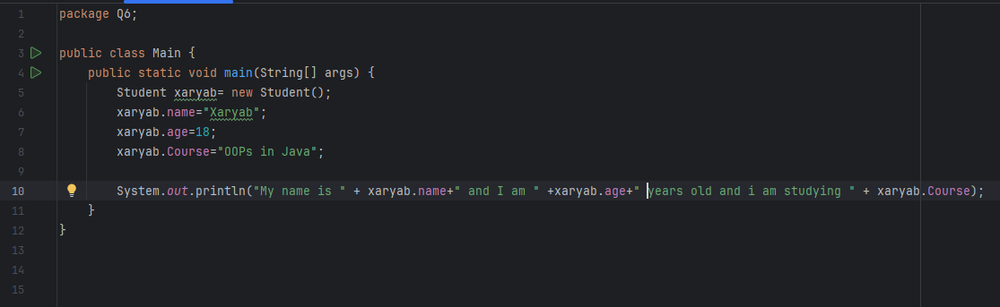 1 package Q6;
2
3 public class Main {
4 public static void main(String[] args) {
5 Student xaryab= new Student();
6 xaryab.name="Xaryab";
7 xaryab.age=18;
8 xaryab.Course="OOPs in Java";
9
10 System.out.println("My name is " + xaryab.name+" and I am " +xaryab.age+" years old and i am studying " + xaryab.Course);
11 }
12 }
13
14
15